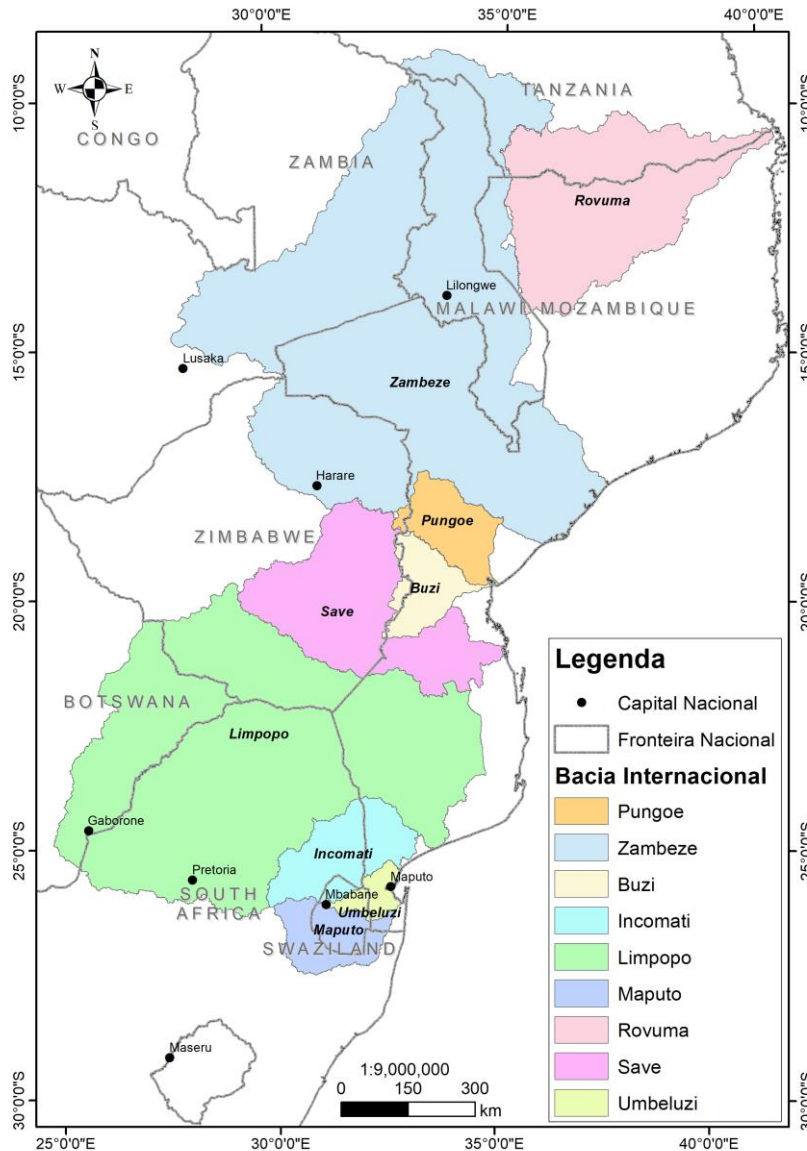 30°0'0"E 35°0'0"E 40°0'0"E
N
W E
S
10°0'0"S
10°0'0"S
TANZANIA
CONGO
ZAMBIA
Rovuma
Lilongwe
MALAWI MOZAMBIQUE
15°0'0"S
15°0'0"S
Lusaka
Zambeze
Harare
Pungoe
ZIMBABWE
Buzi
20°0'0"S
20°0'0"S
Save
BOTSWANA
Limpopo
Gaborone
25°0'0"S
25°0'0"S
Incomati
Maputo
Pretoria
Mbabane
SOUTH
AFRICA
Umbeluzi
Maputo
SWAZILAND
Maseru
1:9,000,000
0 150 300
km
30°0'0"S
30°0'0"S
25°0'0"E 30°0'0"E 35°0'0"E 40°0'0"E
Legenda
Capital Nacional
Fronteira Nacional
Bacia Internacional
Pungoe
Zambeze
Buzi
Incomati
Limpopo
Maputo
Rovuma
Save
Umbeluzi